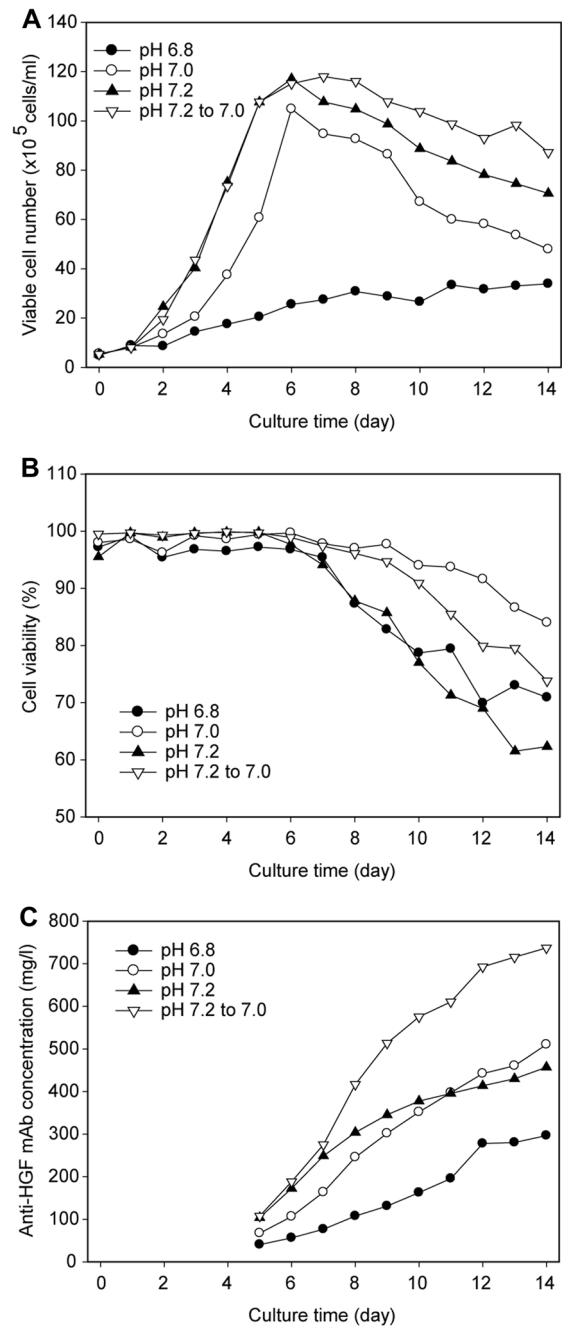 A
140
120
100
80
60
40
20
0
Viable cell number (x10 5 cells/ml)
pH 6.8
pH 7.0
pH 7.2
pH 7.2 to 7.0
0 2 4 6 8 10 12 14
Culture time (day)
B
110
100
90
80
70
60
50
Cell viability (%)
pH 6.8
pH 7.0
pH 7.2
pH 7.2 to 7.0
0 2 4 6 8 10 12 14
Culture time (day)
C
800
700
600
500
400
300
200
100
0
Anti-HGF mAb concentration (mg/l)
pH 6.8
pH 7.0
pH 7.2
pH 7.2 to 7.0
0 2 4 6 8 10 12 14
Culture time (day)